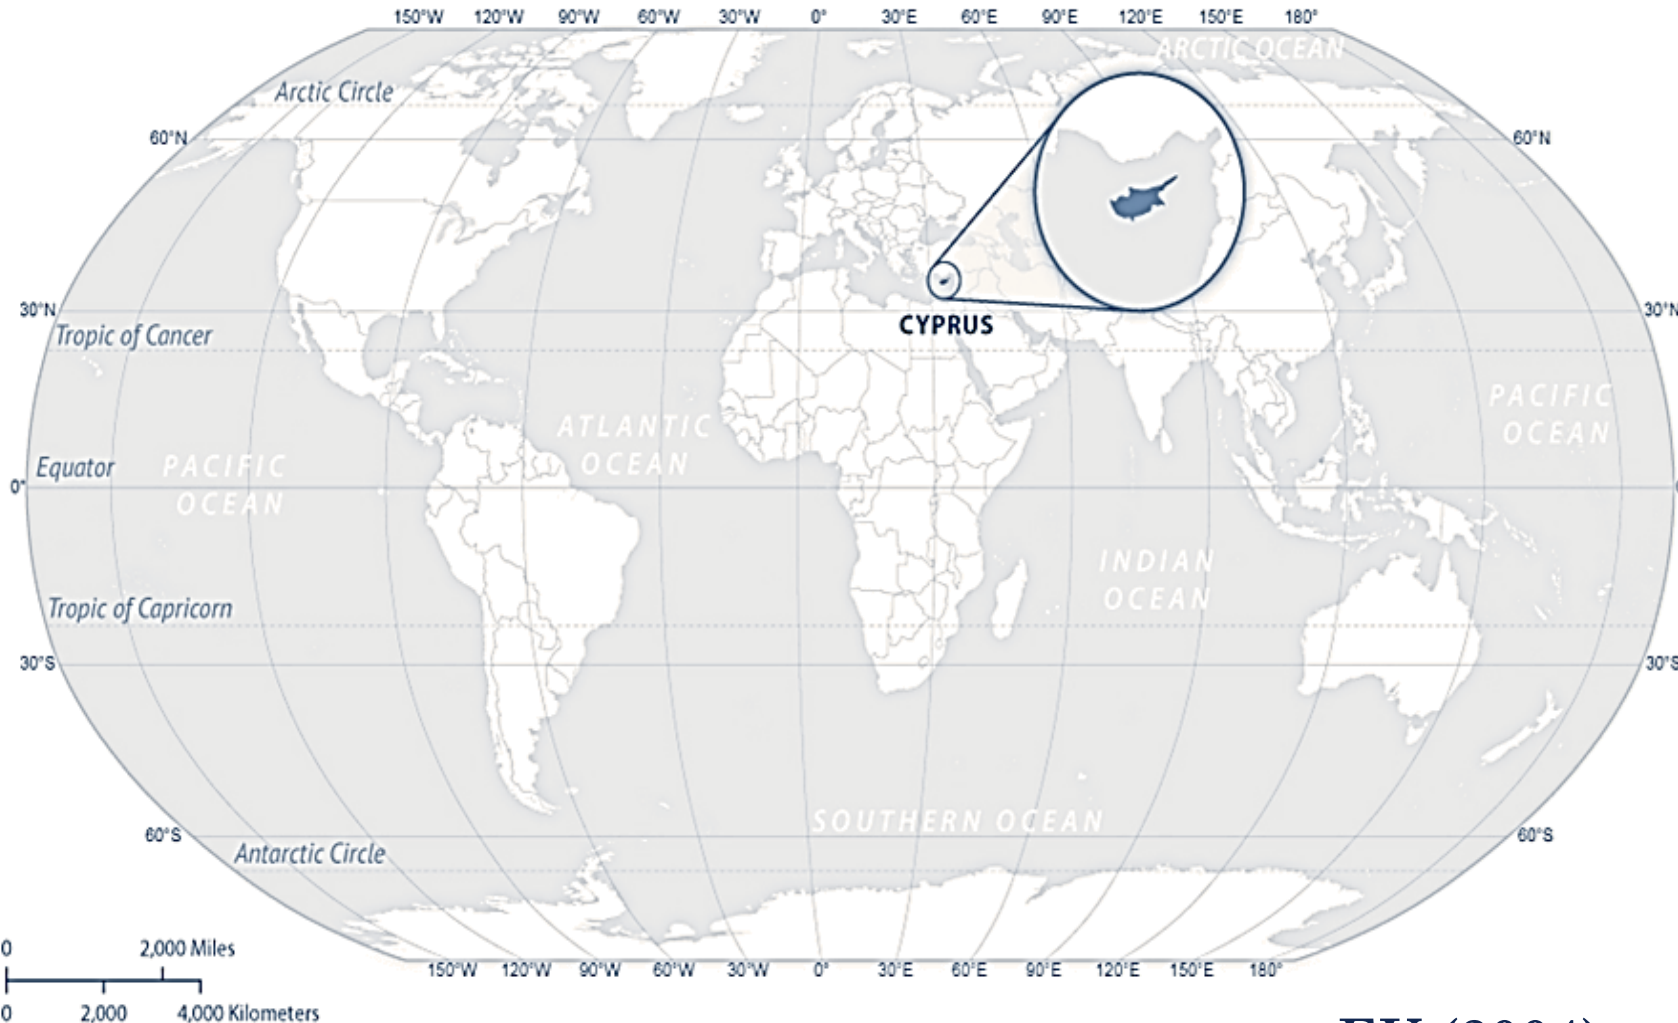 150°W 120°W 90°W 60°W 30°W 0° 30°E 60°E 90°E 120°E 150°E 180°
ARCTIC OCEAN
Arctic Circle
60°N 60°N
30°N 30°N
CYPRUS
Tropic of Cancer
PACIFIC
OCEAN
ATLANTIC
OCEAN
Equator
PACIFIC
OCEAN
0°
INDIAN
OCEAN
Tropic of Capricorn
30°S 30°S
SOUTHERN OCEAN
60°S 60°S
Antarctic Circle
0 2,000 Miles
0 2,000 4,000 Kilometers
150°W 120°W 90°W 60°W 30°W 0° 30°E 60°E 90°E 120°E 150°E 180°